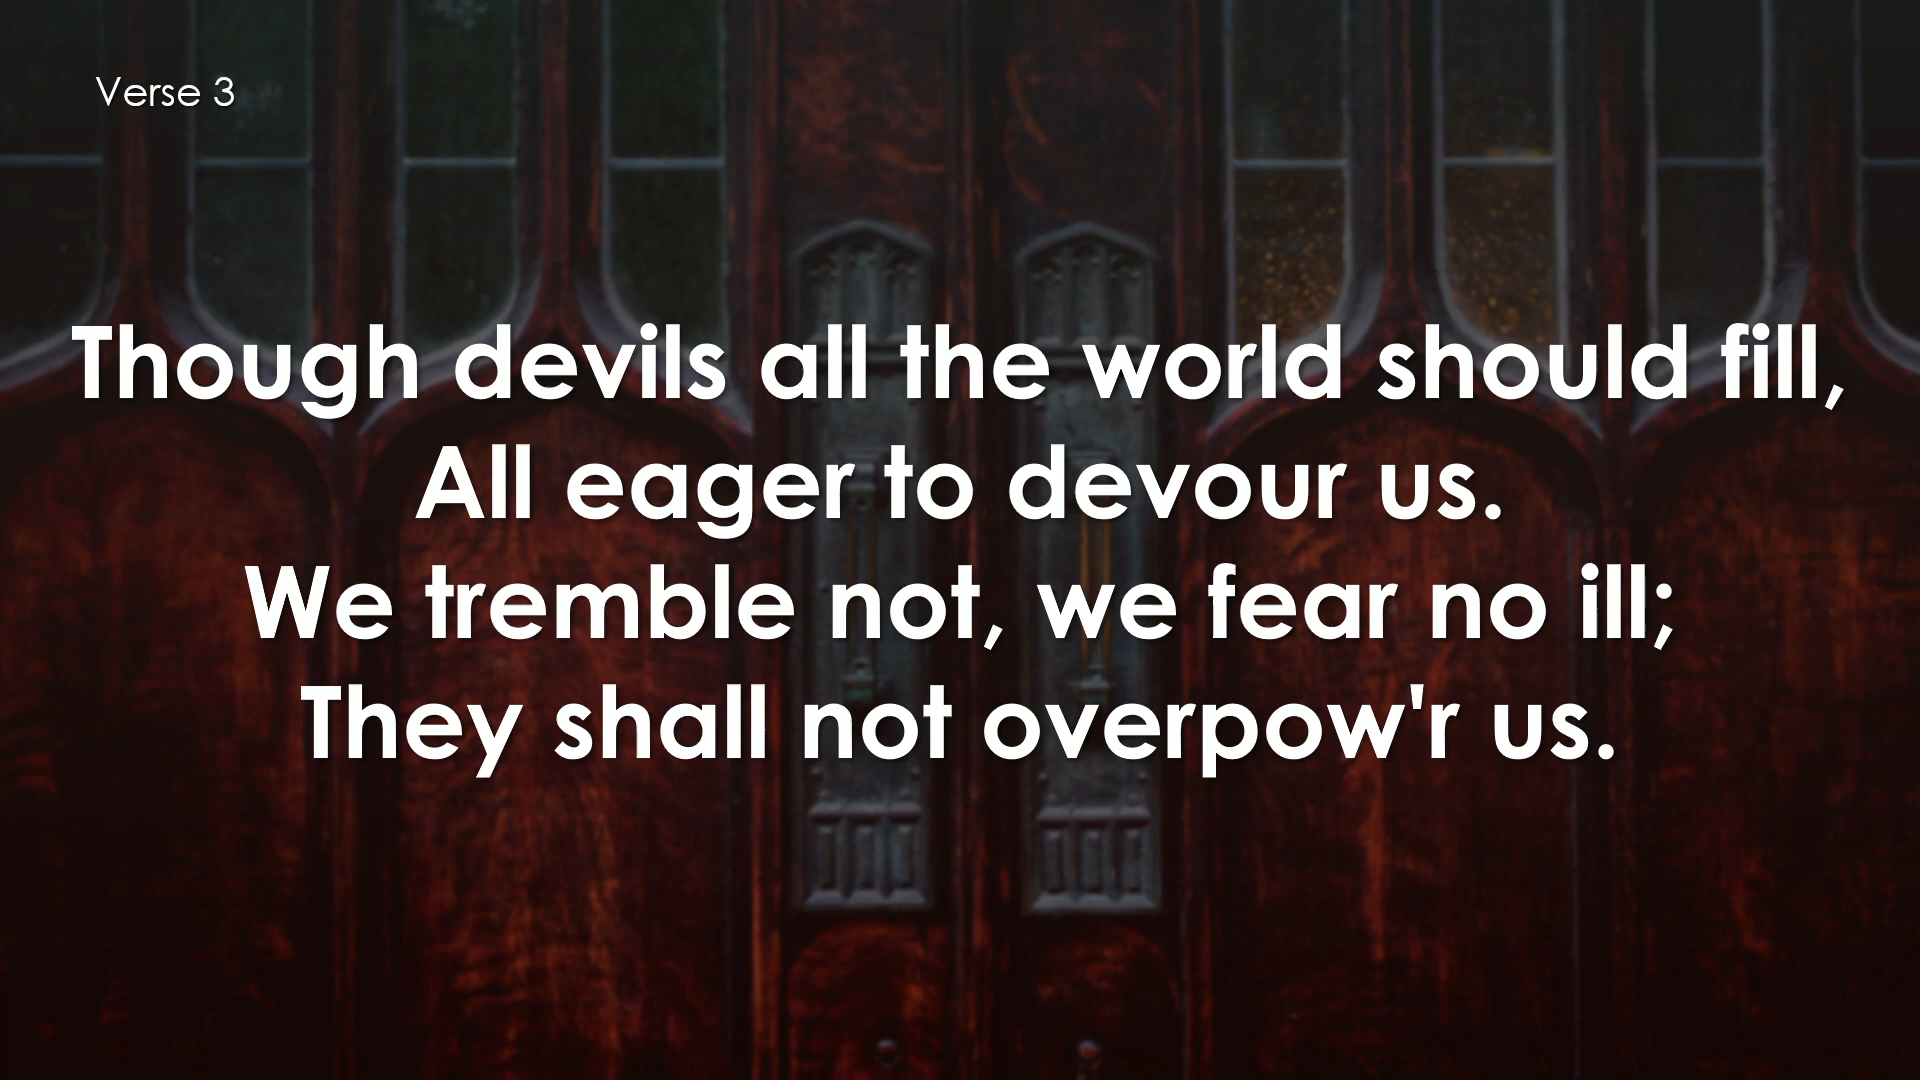 Verse 3
Though devils all the world should fill,
All eager to devour us.
We tremble not, we fear no ill;
They shall not overpow'r us.